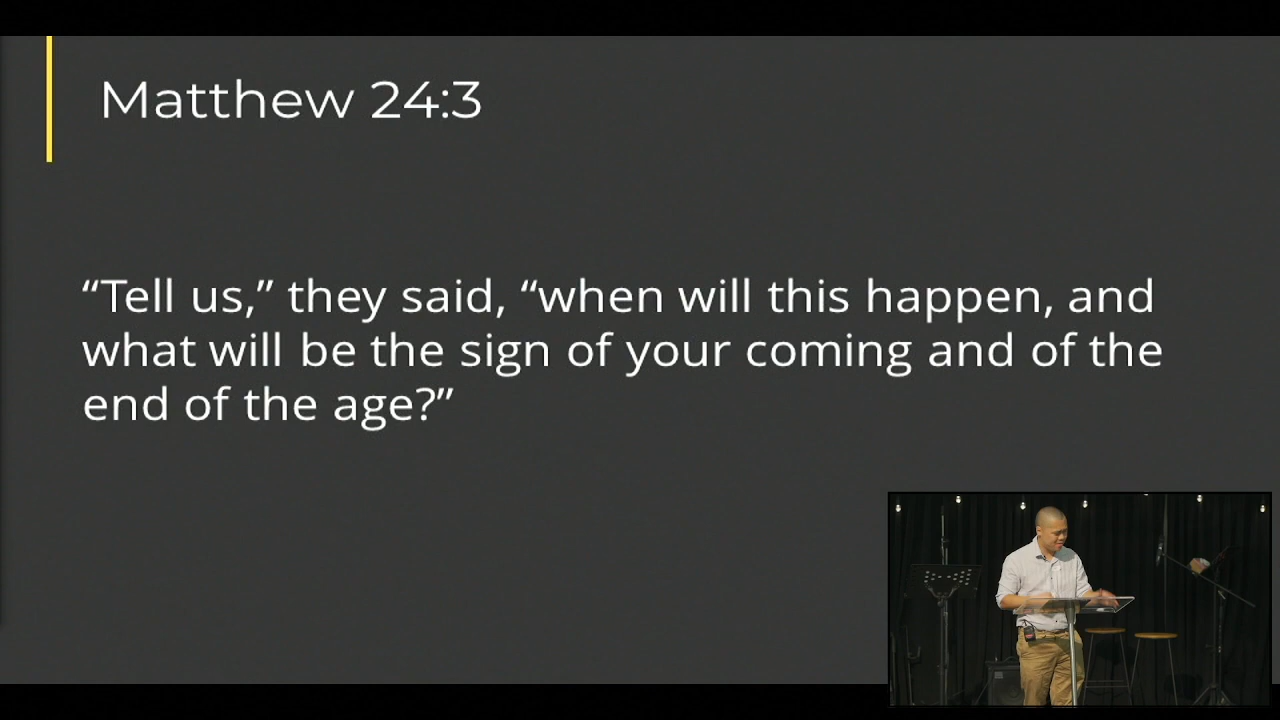 Matthew 24:3
“Tell us,” they said, “when will this happen, and
what will be the sign of your coming and of the
end of the age?”